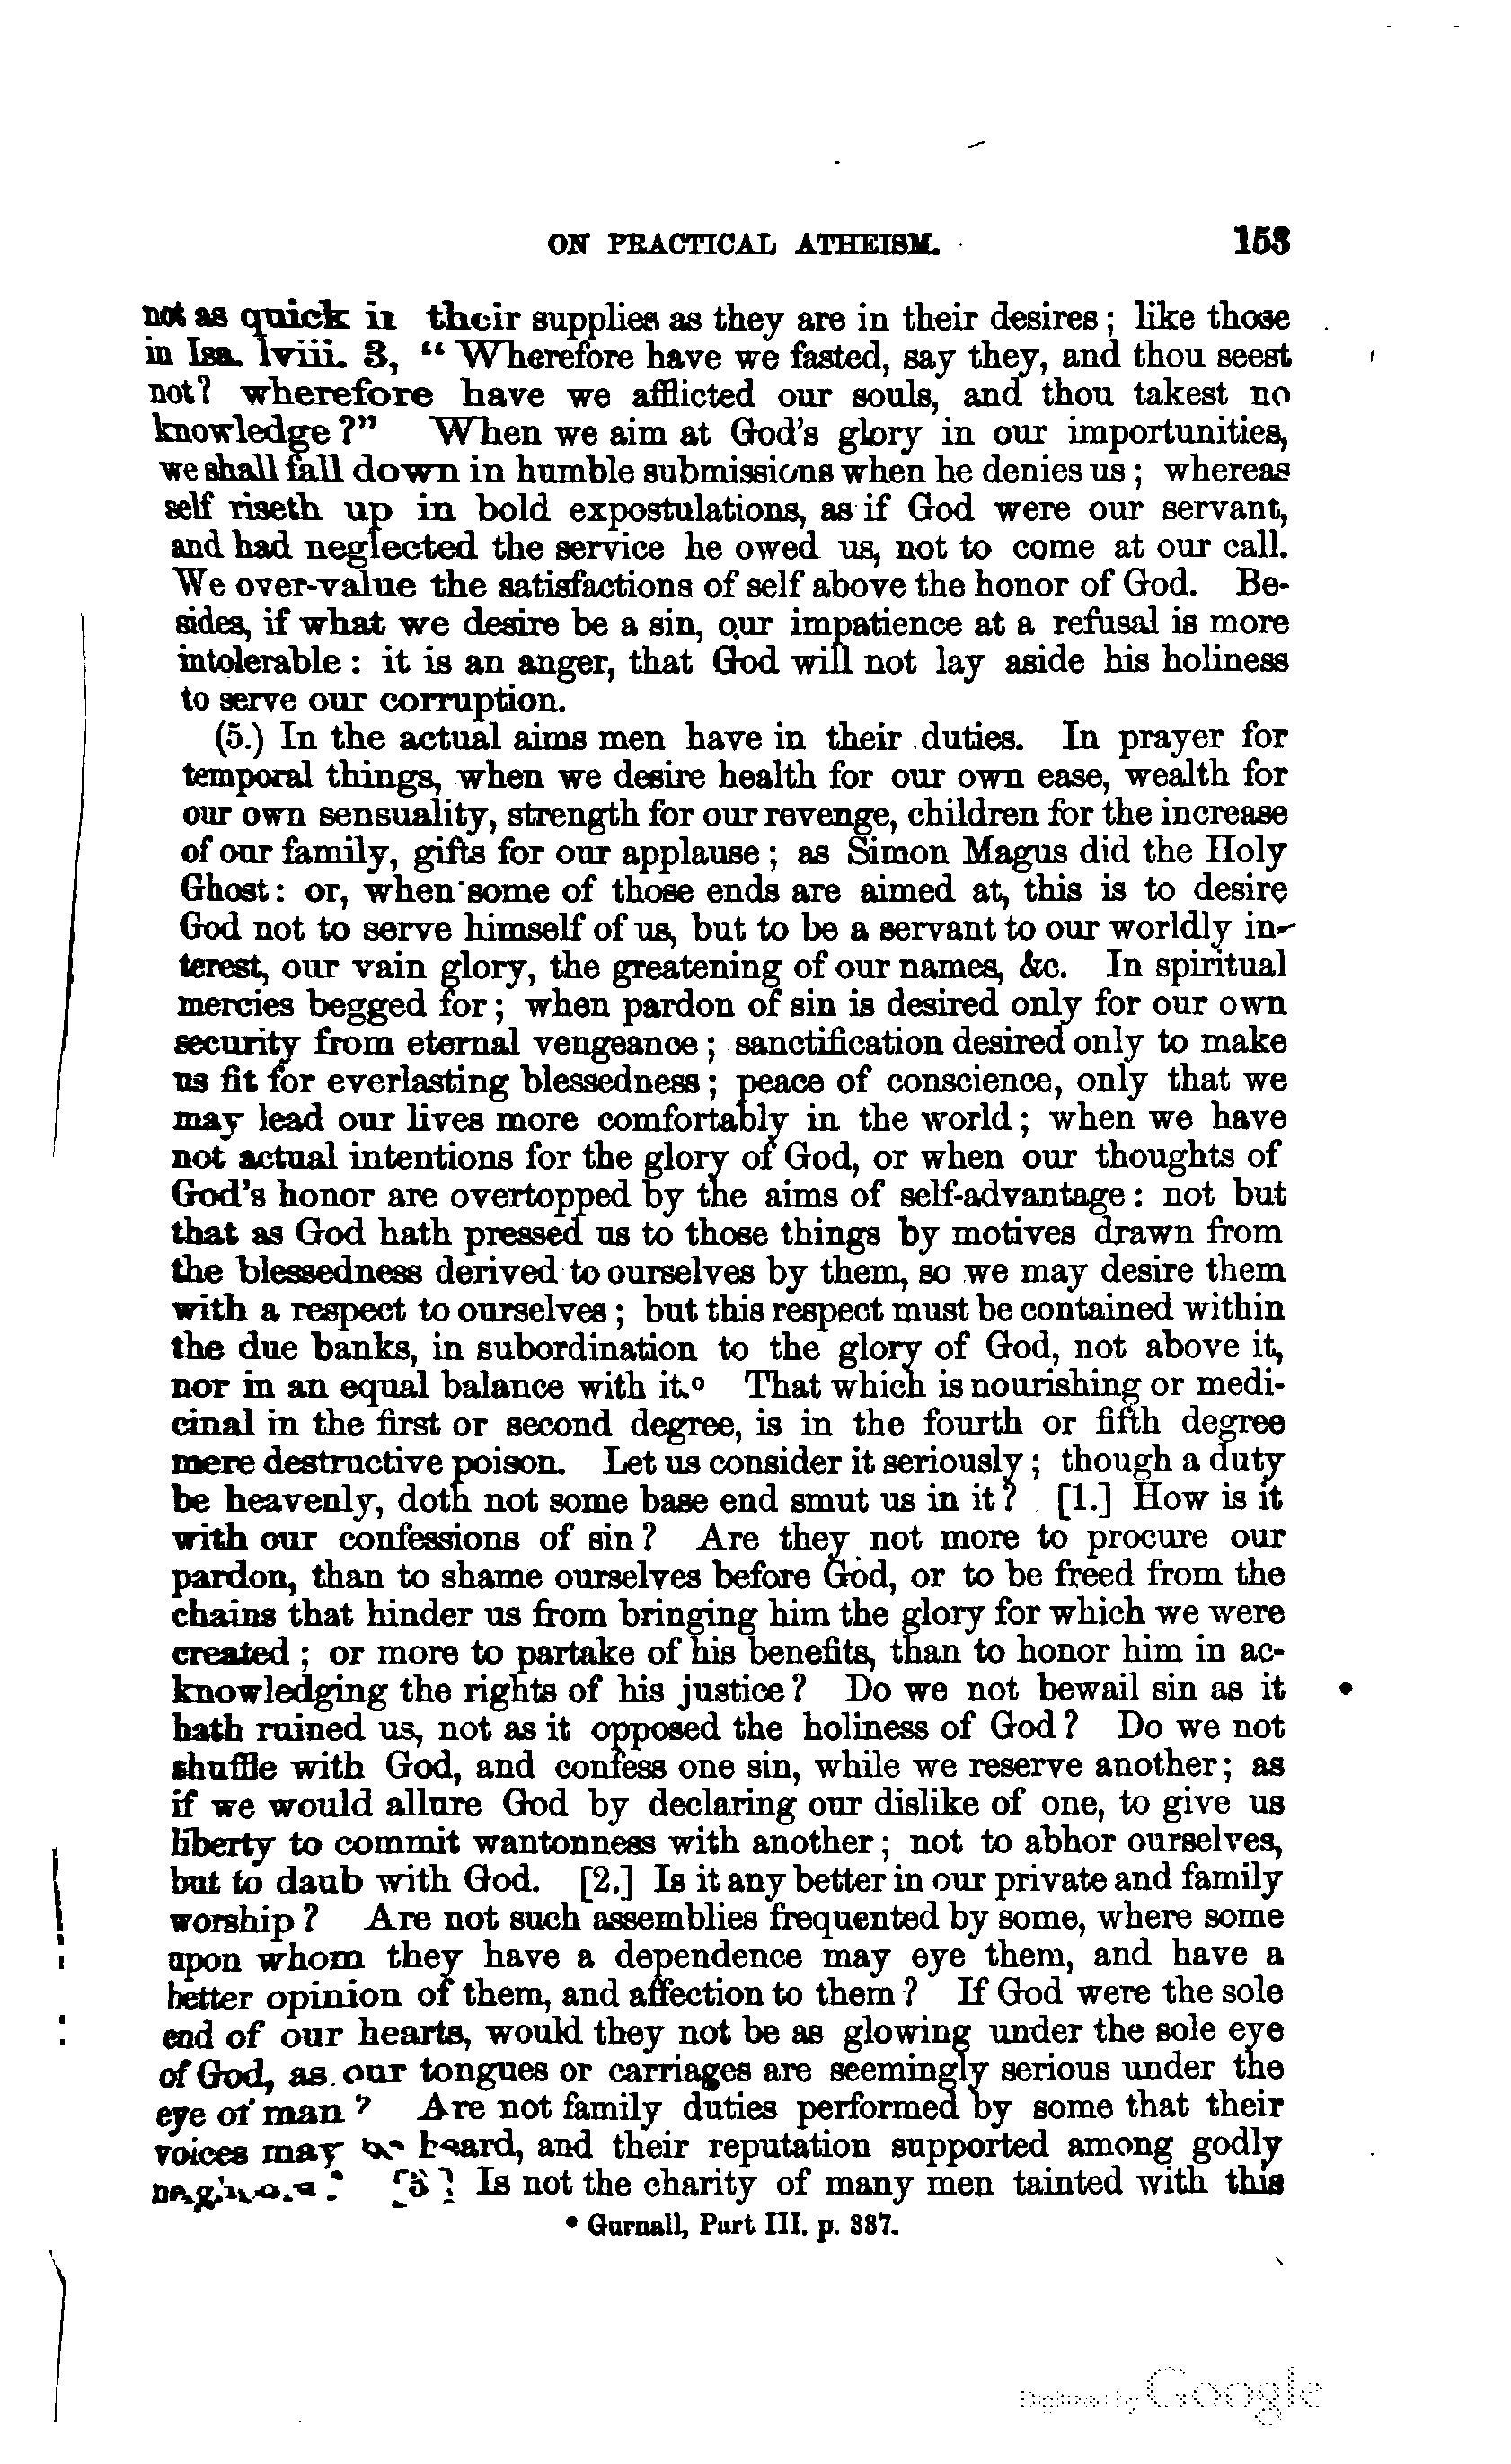 ON PRACTICAL ATHEISM. 153
not as quick in their supplies as they are in their desires; like those
in Isa. lviii. 3, “Wherefore have we fasted, say they, and thou seest
not? wherefore have we afflicted our souls, and thou takest no
knowledge?” When we aim at God's glory in our importunities,
we shall fall down in humble submissions when he denies us; whereas
self riseth up in bold expostulations, as if God were our servant,
and had neglected the service he owed us, not to come at our call.
We over-value the satisfactions of self above the honor of God. Be-
sides, if what we desire be a sin, our impatience at a refusal is more
intolerable: it is an anger, that God will not lay aside his holiness
to serve our corruption.
(5.) In the actual aims men have in their duties. In prayer for
temporal things, when we desire health for our own ease, wealth for
our own sensuality, strength for our revenge, children for the increase
of our family, gifts for our applause; as Simon Magus did the Holy
Ghost: or, when some of those ends are aimed at, this is to desire
God not to serve himself of us, but to be a servant to our worldly in-
terest, our vain glory, the greatening of our names, &c. In spiritual
mercies begged for; when pardon of sin is desired only for our own
security from eternal vengeance; sanctification desired only to make
us fit for everlasting blessedness; peace of conscience, only that we
may lead our lives more comfortably in the world; when we have
not actual intentions for the glory of God, or when our thoughts of
God's honor are overtopped by the aims of self-advantage: not but
that as God hath pressed us to those things by motives drawn from
the blessedness derived to ourselves by them, so we may desire them
with a respect to ourselves; but this respect must be contained within
the due banks, in subordination to the glory of God, not above it,
nor in an equal balance with it.º That which is nourishing or medi-
cinal in the first or second degree, is in the fourth or fifth degree
mere destructive poison. Let us consider it seriously; though a duty
be heavenly, doth not some base end smut us in it? [1.] How is it
with our confessions of sin? Are they not more to procure our
pardon, than to shame ourselves before God, or to be freed from the
chains that hinder us from bringing him the glory for which we were
created; or more to partake of his benefits, than to honor him in ac-
knowledging the rights of his justice? Do we not bewail sin as it
hath ruined us, not as it opposed the holiness of God? Do we not
shuffle with God, and confess one sin, while we reserve another; as
if we would allure God by declaring our dislike of one, to give us
liberty to commit wantonness with another; not to abhor ourselves,
but to daub with God. [2.] Is it any better in our private and family
worship? Are not such assemblies frequented by some, where some
upon whom they have a dependence may eye them, and have a
better opinion of them, and affection to them? If God were the sole
end of our hearts, would they not be as glowing under the sole eye
of God, as our tongues or carriages are seemingly serious under the
eye of man? Are not family duties performed by some that their
voices may be heard, and their reputation supported among godly
[3.] Is not the charity of many men tainted with this
• Gurnall, Part III. p. 337.
Digitized by Google